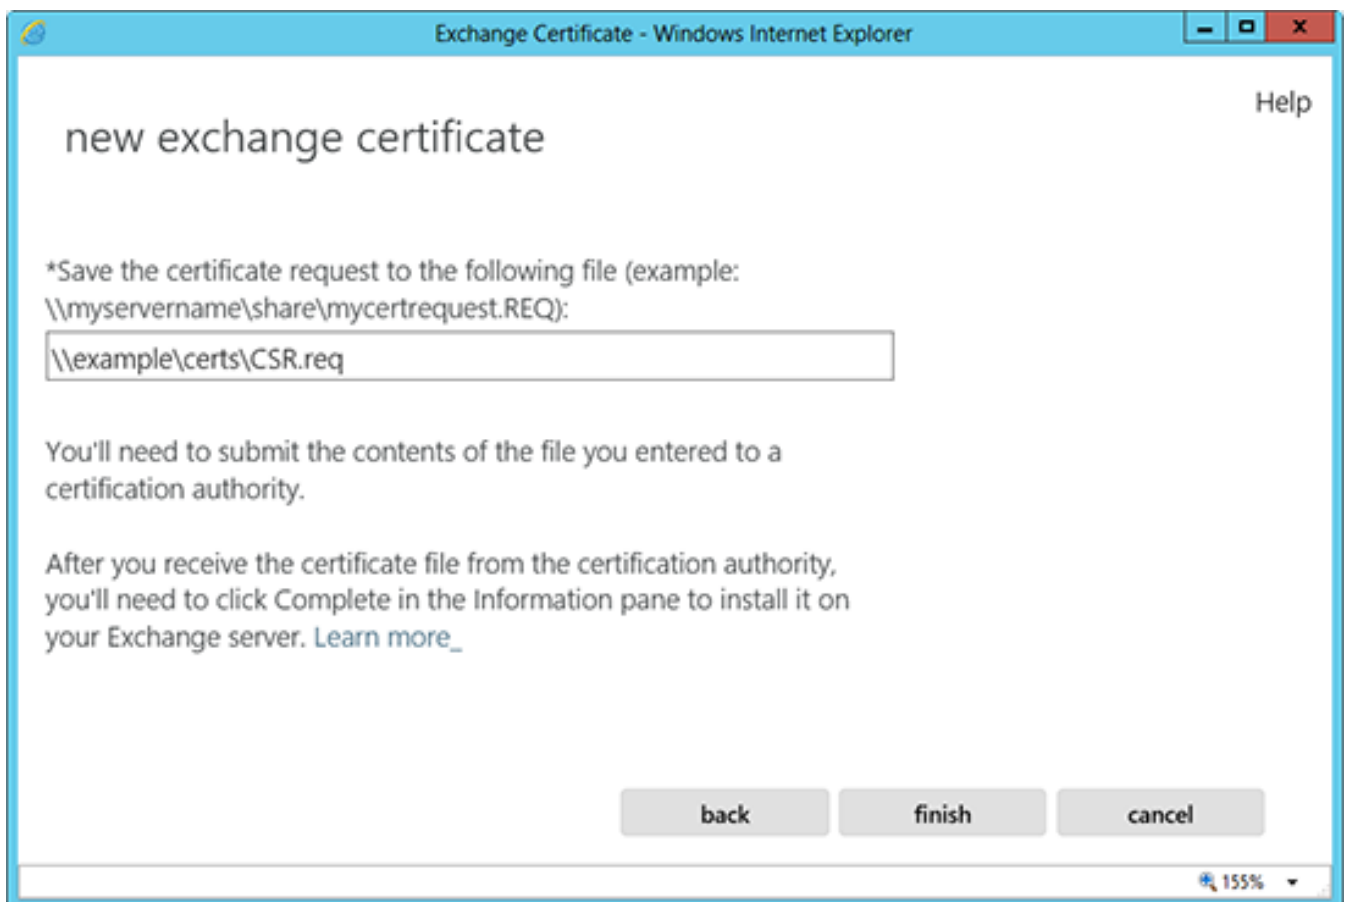 Exchange Certificate - Windows Internet Explorer
Help
new exchange certificate
*Save the certificate request to the following file (example:
\\myservername\share\mycertrequest.REQ):
\\example\certs\CSR.req
You'll need to submit the contents of the file you entered to a
certification authority.
After you receive the certificate file from the certification authority,
you'll need to click Complete in the Information pane to install it on
your Exchange server. Learn more_
back finish cancel
155%